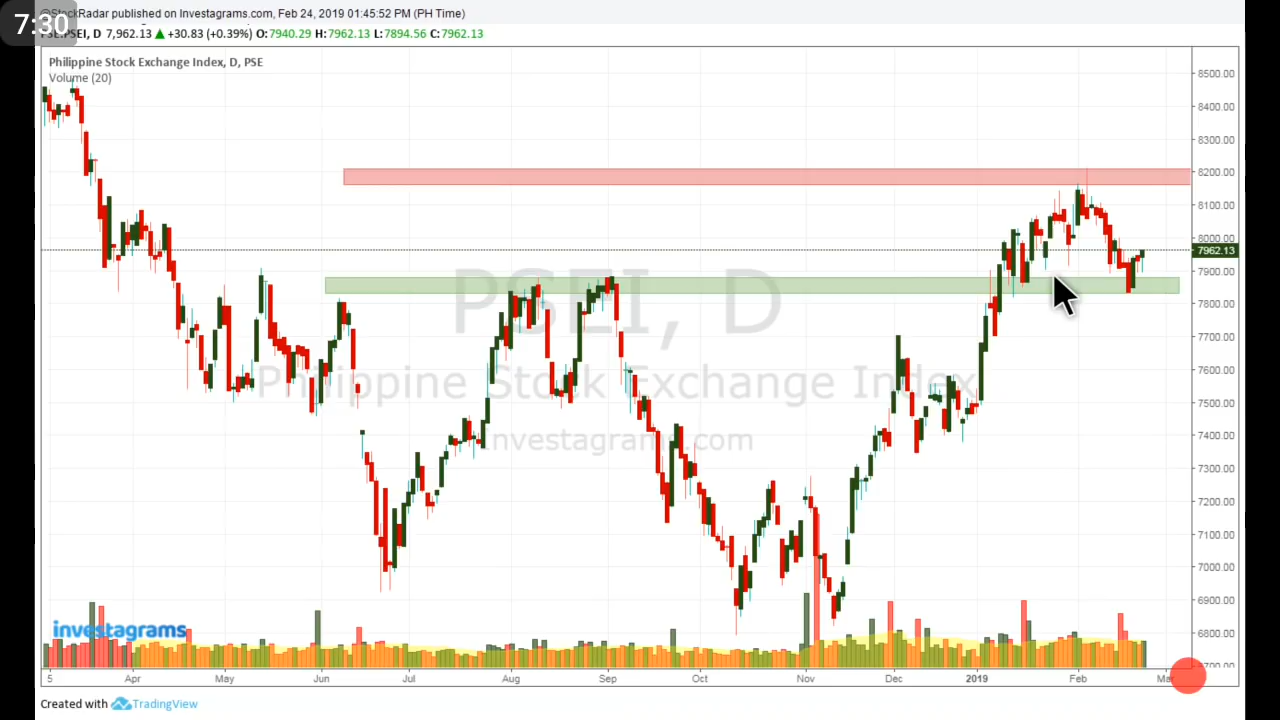 7:30
StockRadar published on Investagrams.com, Feb 24, 2019 01:45:52 PM (PH Time)
PSE:PSEI, D 7,962.13 ▲ +30.83 (+0.39%) O:7940.29 H:7962.13 L:7894.56 C:7962.13
Philippine Stock Exchange Index, D, PSE
Volume (20)
8500.00
8400.00
8300.00
8200.00
8100.00
8000.00
7962.13
7900.00
7800.00
7700.00
7600.00
7500.00
7400.00
7300.00
7200.00
7100.00
7000.00
6900.00
6800.00
6700.00
PSEI, D
Philippine Stock Exchange Index
Investagrams.com
investagrams
5 Apr May Jun Jul Aug Sep Oct Nov Dec 2019 Feb Mar
Created with TradingView